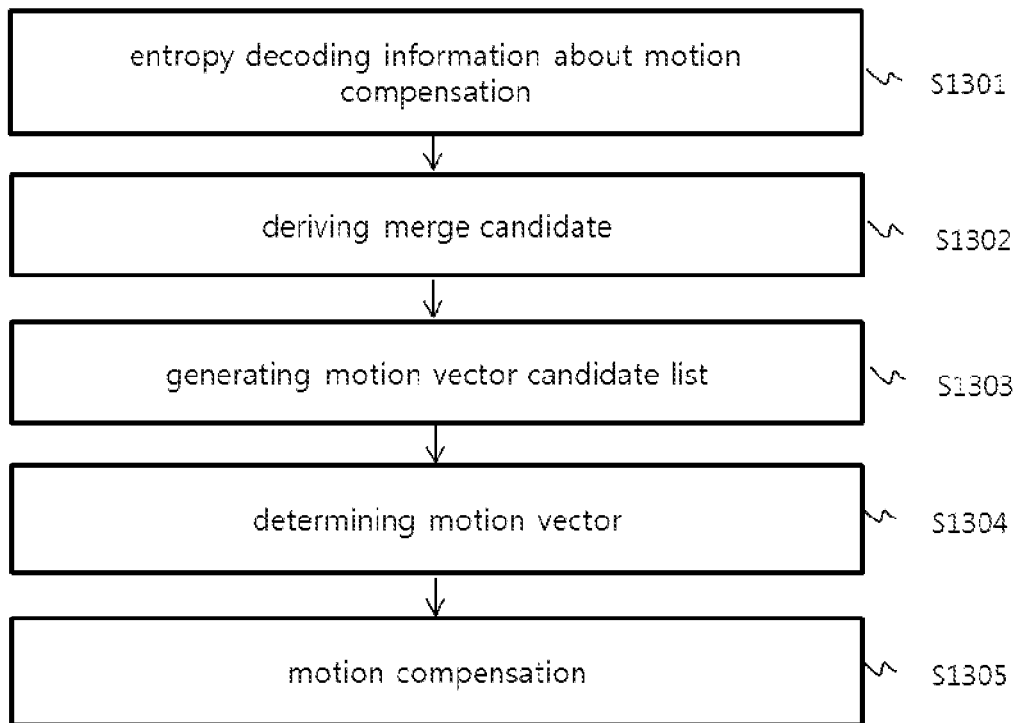 entropy decoding information about motion
compensation
S1301
deriving merge candidate
S1302
generating motion vector candidate list
S1303
determining motion vector
S1304
motion compensation
S1305